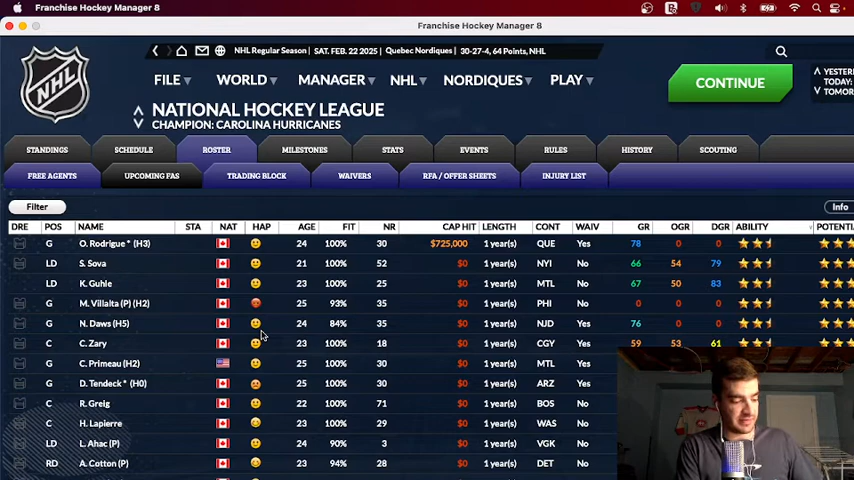 Franchise Hockey Manager 8
Franchise Hockey Manager 8
NHL
NHL Regular Season | SAT. FEB. 22 2025 | Quebec Nordiques | 30-27-4, 64 Points, NHL
FILE WORLD MANAGER NHL NORDIQUES PLAY
CONTINUE
YESTER
TODAY:
TOMOR
NATIONAL HOCKEY LEAGUE
CHAMPION: CAROLINA HURRICANES
STANDINGS SCHEDULE ROSTER MILESTONES STATS EVENTS RULES HISTORY SCOUTING
FREE AGENTS UPCOMING FAS TRADING BLOCK WAIVERS RFA / OFFER SHEETS INJURY LIST
Filter Info
DRE POS NAME STA NAT HAP AGE FIT NR CAP HIT LENGTH CONT WAIV GR OGR DGR ABILITY POTENTI
G O. Rodrigue * (H3) 24 100% 30 $725,000 1 year(s) QUE Yes 78 0 0
LD S. Sova 21 100% 52 $0 1 year(s) NYI No 66 54 79
LD K. Guhle 23 100% 25 $0 1 year(s) MTL No 67 50 83
G M. Villalta (P) (H2) 25 93% 30 $0 1 year(s) PHI No 0 0 0
G N. Daws (H5) 24 84% 35 $0 1 year(s) NJD Yes 76 0 0
C C. Zary 23 100% 18 $0 1 year(s) CGY No 59 53 61
G C. Primeau (H2) 25 100% 30 $0 1 year(s) MTL Yes
G D. Tendeck * (H0) 25 100% 30 $0 1 year(s) ARZ Yes
C R. Greig 22 100% 71 $0 1 year(s) BOS No
C H. Lapierre 23 100% 29 $0 1 year(s) WAS No
LD L. Ahac (P) 24 90% 3 $0 1 year(s) VGK No
RD A. Cotton (P) 23 94% 28 $0 1 year(s) DET No